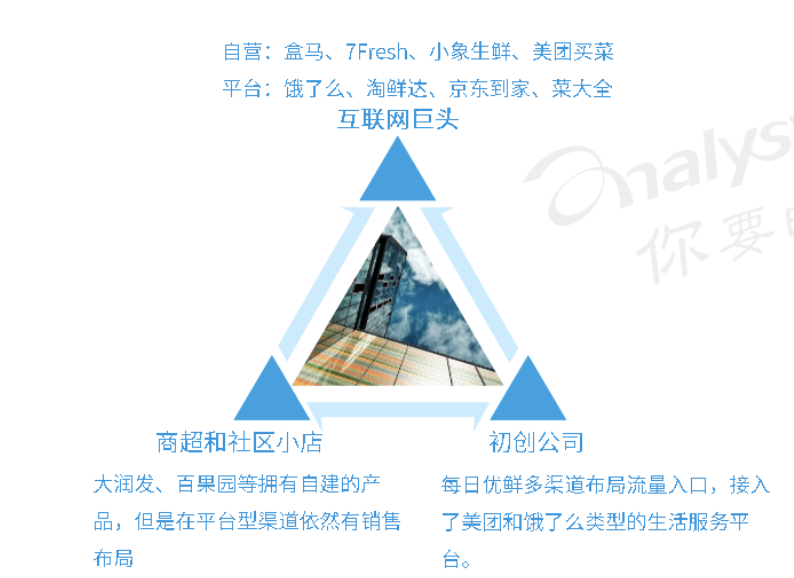 自营：盒马、7Fresh、小象生鲜、美团买菜
平台：饿了么、淘鲜达、京东到家、菜大全
互联网巨头
nalys
你要
商超和社区小店
初创公司
大润发、百果园等拥有自建的产
品，但是在平台型渠道依然有销售
布局
每日优鲜多渠道布局流量入口，接入
了美团和饿了么类型的生活服务平
台。